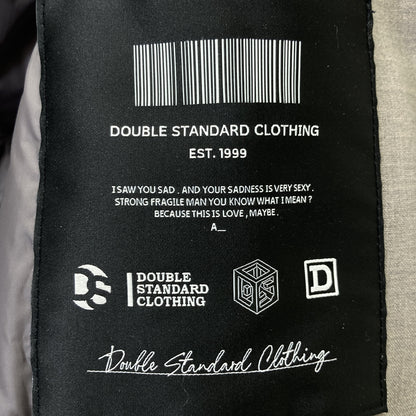 DOUBLE STANDARD CLOTHING
EST. 1999
I SAW YOU SAD . AND YOUR SADNESS IS VERY SEXY.
STRONG FRAGILE MAN YOU KNOW WHAT I MEAN ?
BECAUSE THIS IS LOVE , MAYBE.
A_
DS
DOUBLE
STANDARD
CLOTHING
D
Double Standard Clothing